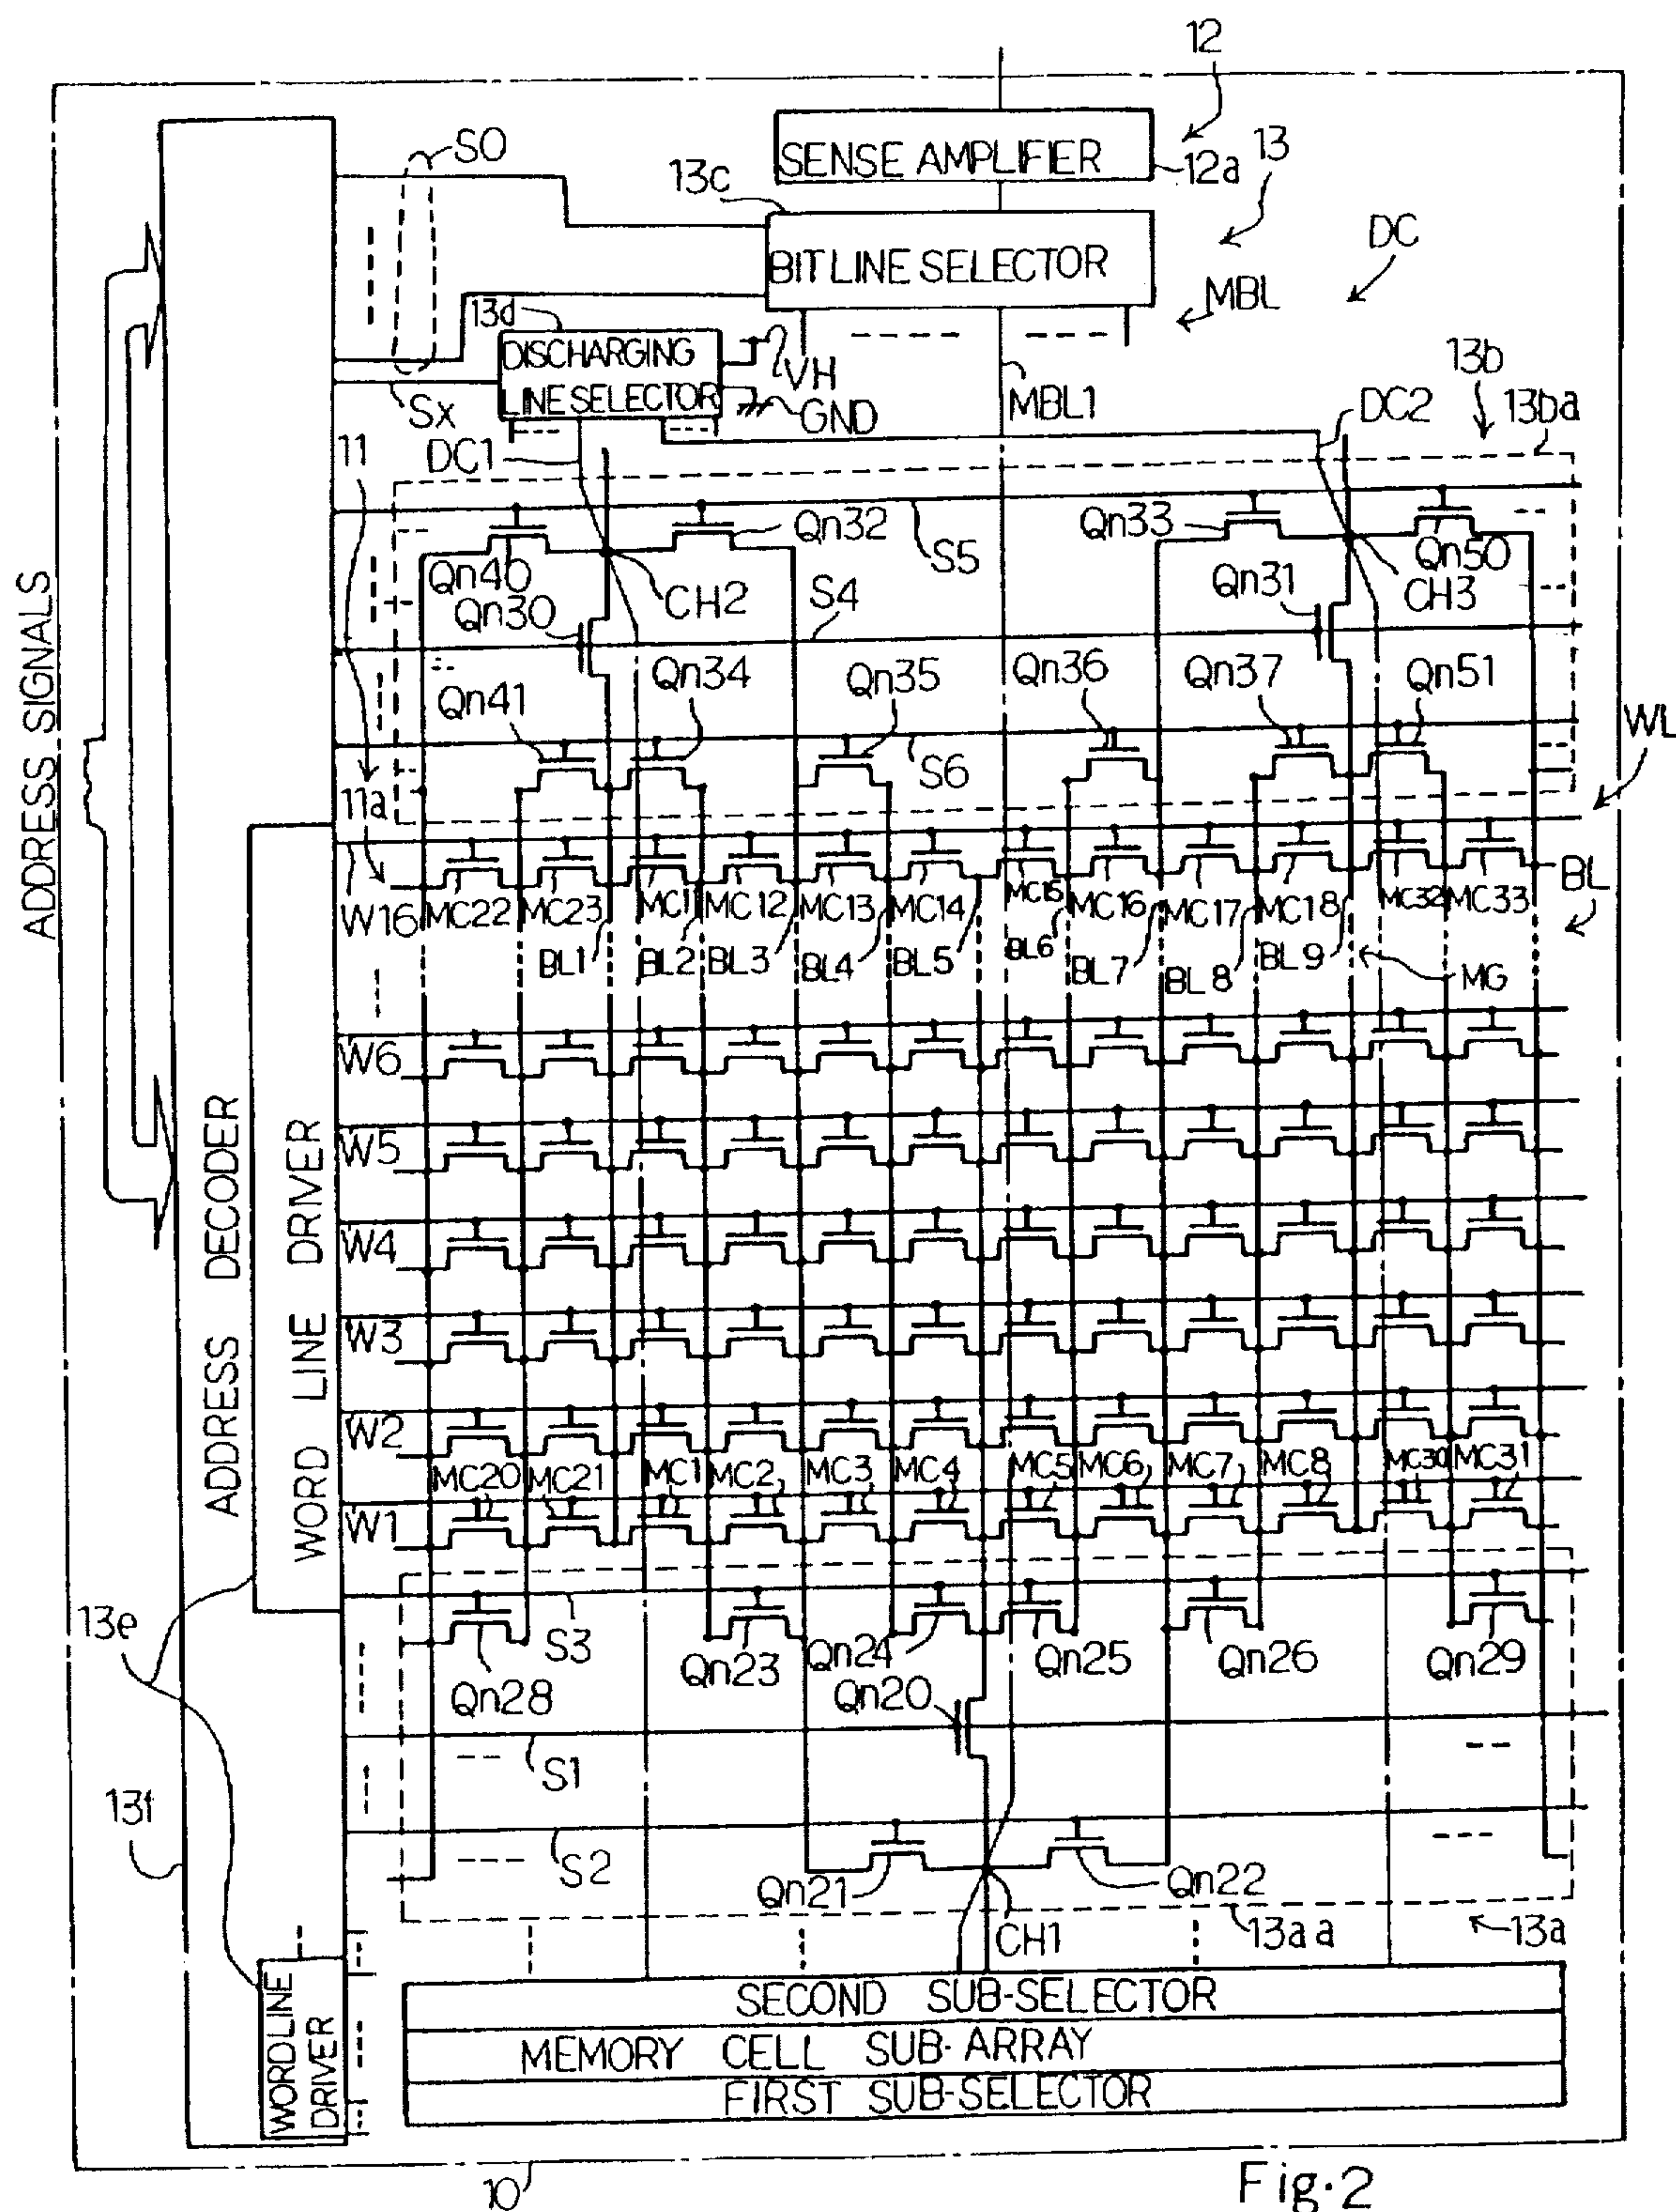 12
SENSE AMPLIFIER
12a
13
S0
13c
BIT LINE SELECTOR
DC
MBL
13d
DISCHARGING
LINE SELECTOR
VH
GND
Sx
MBL1
DC2
13b
13ba
11
DC1
Qn40
Qn32
Qn33
Qn50
S5
CH2
S4
Qn30
Qn31
CH3
Qn41
Qn34
Qn35
Qn36
Qn37
Qn51
S6
WL
11a
BL
W16
MC22
MC23
MC11
MC12
MC13
MC14
MC15
MC16
MC17
MC18
MC32
MC33
BL1
BL2
BL3
BL4
BL5
BL6
BL7
BL8
BL9
MG
ADDRESS SIGNALS
ADDRESS DECODER
WORD LINE DRIVER
W6
W5
W4
W3
W2
MC20
MC21
MC1
MC2
MC3
MC4
MC5
MC6
MC7
MC8
MC30
MC31
W1
13e
S3
Qn28
Qn23
Qn24
Qn25
Qn26
Qn29
Qn20
S1
13f
S2
Qn21
Qn22
CH1
13aa
13a
WORD LINE
DRIVER
SECOND SUB-SELECTOR
MEMORY CELL SUB-ARRAY
FIRST SUB-SELECTOR
10
Fig.2